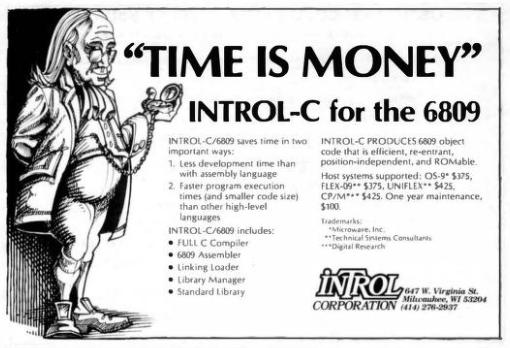 “TIME IS MONEY”
INTROL-C for the 6809
INTROL-C/6809 saves time in two
important ways:
1. Less development time than
with assembly language
2. Faster program execution
times (and smaller code size)
than other high-level
languages
INTROL-C/6809 includes:
• FULL C Compiler
• 6809 Assembler
• Linking Loader
• Library Manager
• Standard Library
INTROL-C PRODUCES 6809 object
code that is efficient, re-entrant,
position-independent, and ROMable.
Host systems supported: OS-9* $375,
FLEX-09** $375, UNIFLEX** $425,
CP/M*** $425. One year maintenance,
$100.
Trademarks:
*Microware, Inc.
**Technical Systems Consultants
***Digital Research
iNTROL
CORPORATION
647 W. Virginia St.
Milwaukee, WI 53204
(414) 276-2937